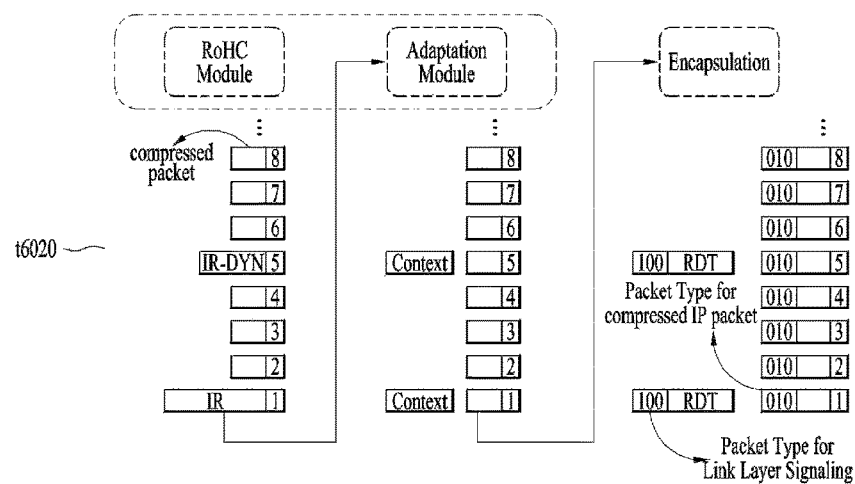 RoHC
Module
Adaptation
Module
Encapsulation
compressed
packet
t6020
8
7
6
IR-DYN 5
4
3
2
IR 1
8
7
6
Context 5
4
3
2
Context 1
010 8
010 7
010 6
100 RDT 010 5
Packet Type for
compressed IP packet
010 4
010 3
010 2
100 RDT 010 1
Packet Type for
Link Layer Signaling